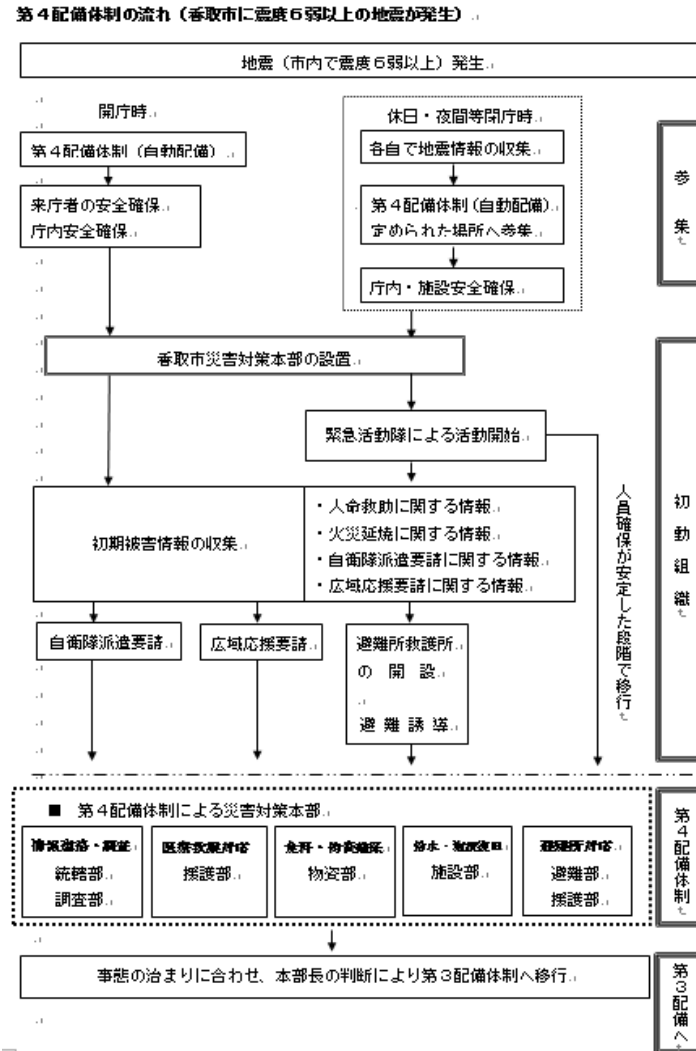 第４配備体制の流れ（香取市に震度６弱以上の地震が発生）
地震（市内で震度６弱以上）発生
開庁時
第４配備体制（自動配備）
来庁者の安全確保
庁内安全確保
休日・夜間等閉庁時
各自で地震情報の収集
第４配備体制（自動配備）
定められた場所へ参集
庁内・施設安全確保
参集
香取市災害対策本部の設置
緊急活動隊による活動開始
初期被害情報の収集
・人命救助に関する情報
・火災延焼に関する情報
・自衛隊派遣要請に関する情報
・広域応援要請に関する情報
人員確保が安定した段階で移行
初動組織
自衛隊派遣要請
広域応援要請
避難所救護所
の開設
避難誘導
■ 第４配備体制による災害対策本部
統轄部
調査部
医療救護対応
援護部
物資部
施設部
避難所対応
避難部
援護部
第４配備体制
事態の治まりに合わせ、本部長の判断により第３配備体制へ移行
第３配備へ